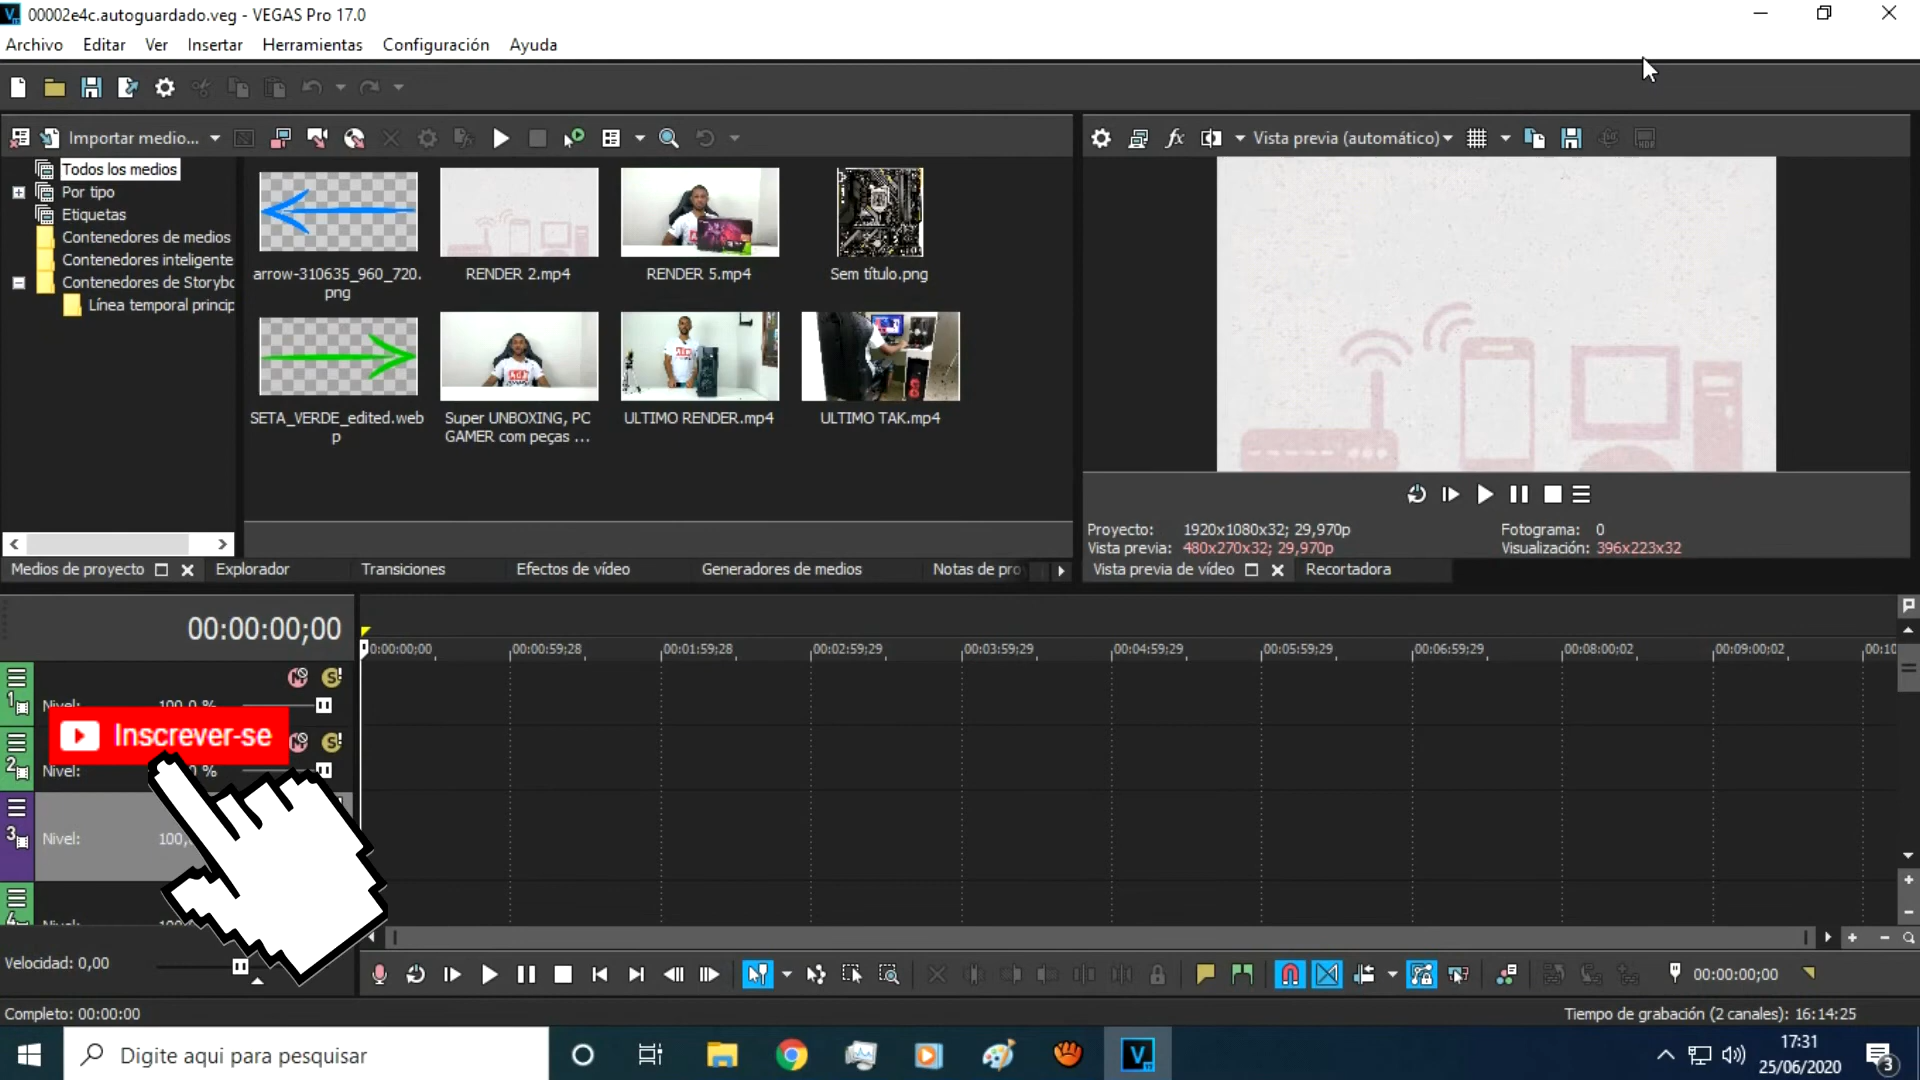 00002e4c.autoguardado.veg - VEGAS Pro 17.0
Archivo Editar Ver Insertar Herramientas Configuración Ayuda
Importar medio...
Vista previa (automático)
Todos los medios
Por tipo
Etiquetas
Contenedores de medios
Contenedores inteligente
Contenedores de Storybo
Línea temporal princip
arrow-310635_960_720.
png
RENDER 2.mp4
RENDER 5.mp4
Sem título.png
SETA_VERDE_edited.web
p
Super UNBOXING, PC
GAMER com peças ...
ULTIMO RENDER.mp4
ULTIMO TAK.mp4
Proyecto: 1920x1080x32; 29,970p
Fotograma: 0
Vista previa: 480x270x32; 29,970p
Visualización: 396x223x32
Medios de proyecto Explorador Transiciones Efectos de vídeo Generadores de medios Notas de pro
Vista previa de vídeo Recortadora
00:00:00;00
0:00:00;00 00:00:59;28 00:01:59;28 00:02:59;29 00:03:59;29 00:04:59;29 00:05:59;29 00:06:59;29 00:08:00;02 00:09:00;02 00:10
1
Nivel: 100,0 %
Inscrever-se
2
Nivel: %
3
Nivel: 100,
4
Velocidad: 0,00
00:00:00;00
Completo: 00:00:00
Tiempo de grabación (2 canales): 16:14:25
Digite aqui para pesquisar
17:31
25/06/2020
3